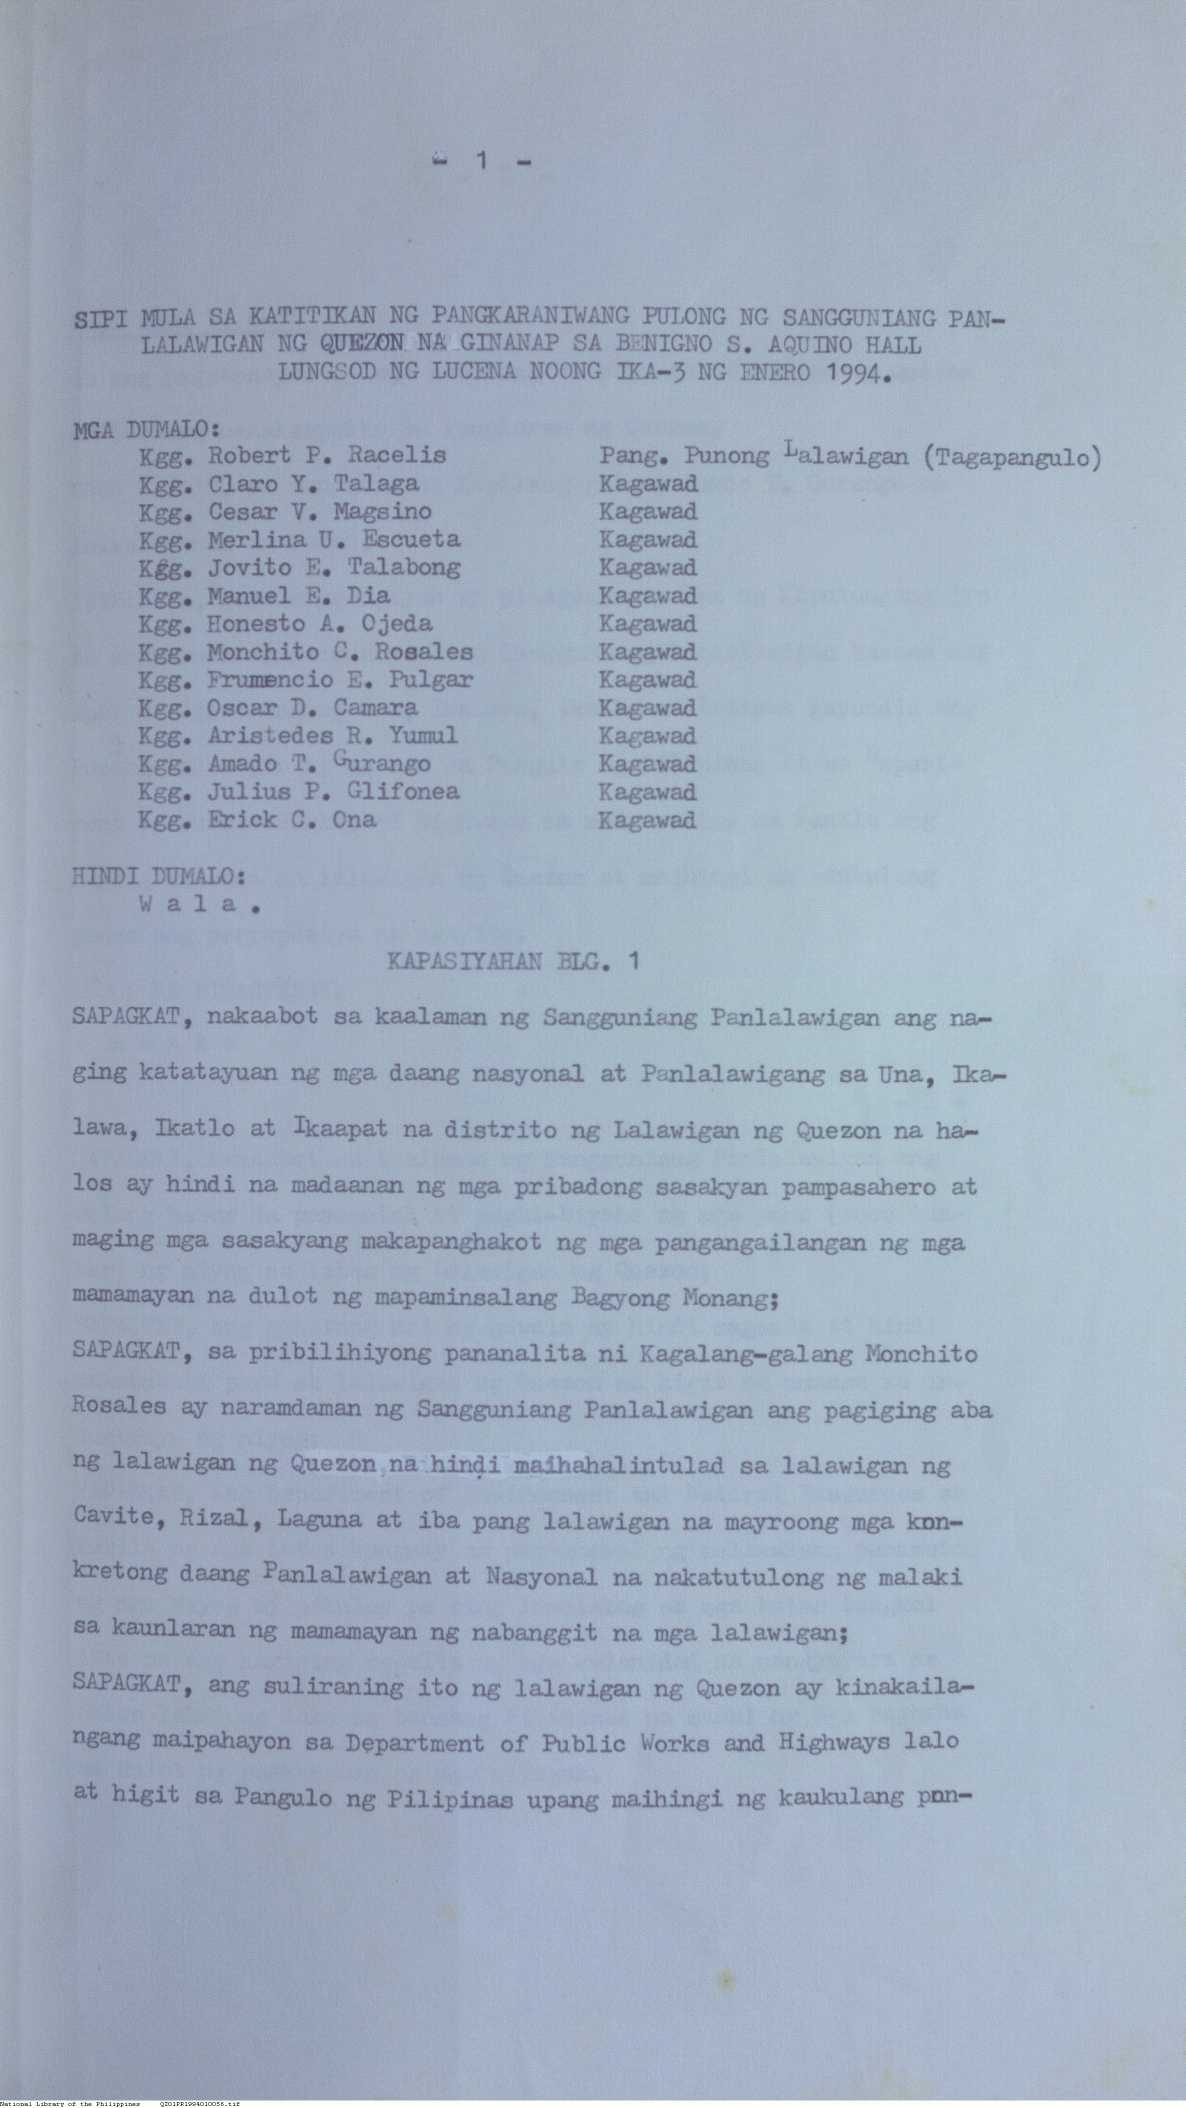 - 1 -
SIPI MULA SA KATITIKAN NG PANGKARANIWANG PULONG NG SANGGUNIANG PAN-
LALAWIGAN NG QUEZON NA GINANAP SA BENIGNO S. AQUINO HALL
LUNGSOD NG LUCENA NOONG IKA-3 NG ENERO 1994.
MGA DUMALO:
Kgg. Robert P. Racelis Pang. Punong Lalawigan (Tagapangulo)
Kgg. Claro Y. Talaga Kagawad
Kgg. Cesar V. Magsino Kagawad
Kgg. Merlina U. Escueta Kagawad
Kgg. Jovito E. Talabong Kagawad
Kgg. Manuel E. Dia Kagawad
Kgg. Honesto A. Ojeda Kagawad
Kgg. Monchito C. Rosales Kagawad
Kgg. Frumencio E. Pulgar Kagawad
Kgg. Oscar D. Camara Kagawad
Kgg. Aristedes R. Yumul Kagawad
Kgg. Amado T. Gurango Kagawad
Kgg. Julius P. Glifonea Kagawad
Kgg. Erick C. Ona Kagawad
HINDI DUMALO:
W a l a .
KAPASIYAHAN BLG. 1
SAPAGKAT, nakaabot sa kaalaman ng Sangguniang Panlalawigan ang na-
ging katatayuan ng mga daang nasyonal at Panlalawigang sa Una, Ika-
lawa, Ikatlo at Ikaapat na distrito ng Lalawigan ng Quezon na ha-
los ay hindi na madaanan ng mga pribadong sasakyan pampasahero at
maging mga sasakyang makapanghakot ng mga pangangailangan ng mga
mamamayan na dulot ng mapaminsalang Bagyong Monang;
SAPAGKAT, sa pribilihiyong pananalita ni Kagalang-galang Monchito
Rosales ay naramdaman ng Sangguniang Panlalawigan ang pagiging aba
ng lalawigan ng Quezon,na hindi maihahalintulad sa lalawigan ng
Cavite, Rizal, Laguna at iba pang lalawigan na mayroong mga kon-
kretong daang Panlalawigan at Nasyonal na nakatutulong ng malaki
sa kaunlaran ng mamamayan ng nabanggit na mga lalawigan;
SAPAGKAT, ang suliraning ito ng lalawigan ng Quezon ay kinakaila-
ngang maipahayon sa Department of Public Works and Highways lalo
at higit sa Pangulo ng Pilipinas upang maihingi ng kaukulang pon-
National Library of the Philippines QZ01PR1994010056.tif